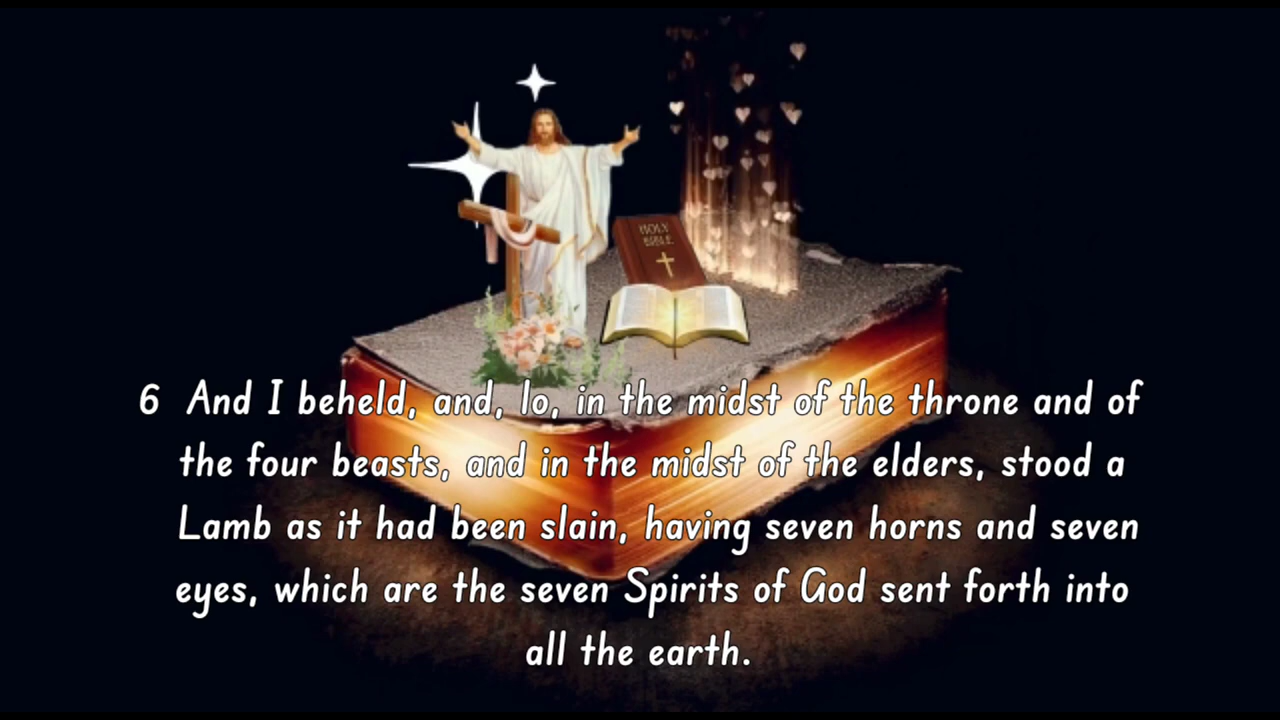 HOLY
BIBLE
6 And I beheld, and, lo, in the midst of the throne and of
the four beasts, and in the midst of the elders, stood a
Lamb as it had been slain, having seven horns and seven
eyes, which are the seven Spirits of God sent forth into
all the earth.